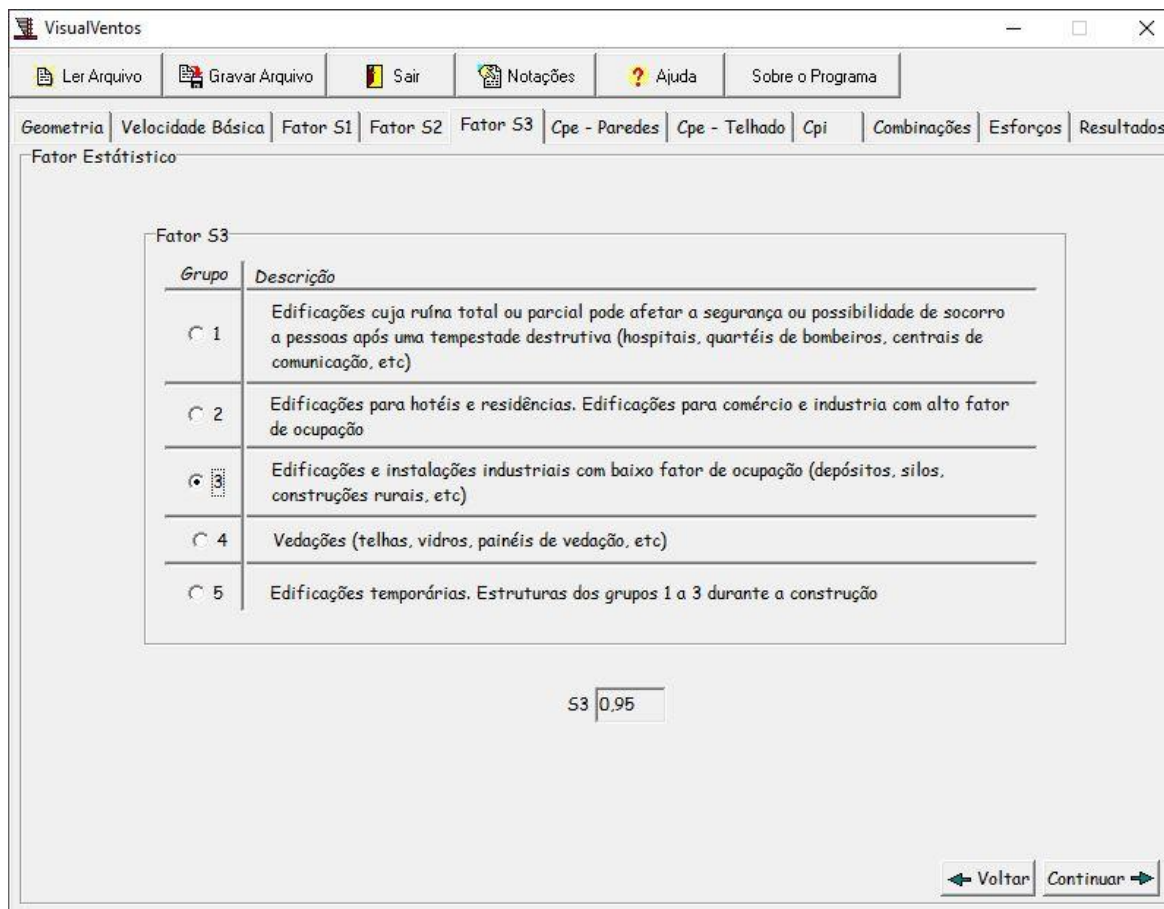 VisualVentos
Ler Arquivo Gravar Arquivo Sair Notações Ajuda Sobre o Programa
Geometria Velocidade Básica Fator S1 Fator S2 Fator S3 Cpe - Paredes Cpe - Telhado Cpi Combinações Esforços Resultados
Fator Estátistico
Fator S3
Grupo Descrição
Edificações cuja ruína total ou parcial pode afetar a segurança ou possibilidade de socorro
1 a pessoas após uma tempestade destrutiva (hospitais, quartéis de bombeiros, centrais de
comunicação, etc)
2 Edificações para hotéis e residências. Edificações para comércio e industria com alto fator
de ocupação
3 Edificações e instalações industriais com baixo fator de ocupação (depósitos, silos,
construções rurais, etc)
4 Vedações (telhas, vidros, painéis de vedação, etc)
5 Edificações temporárias. Estruturas dos grupos 1 a 3 durante a construção
S3 0,95
Voltar Continuar